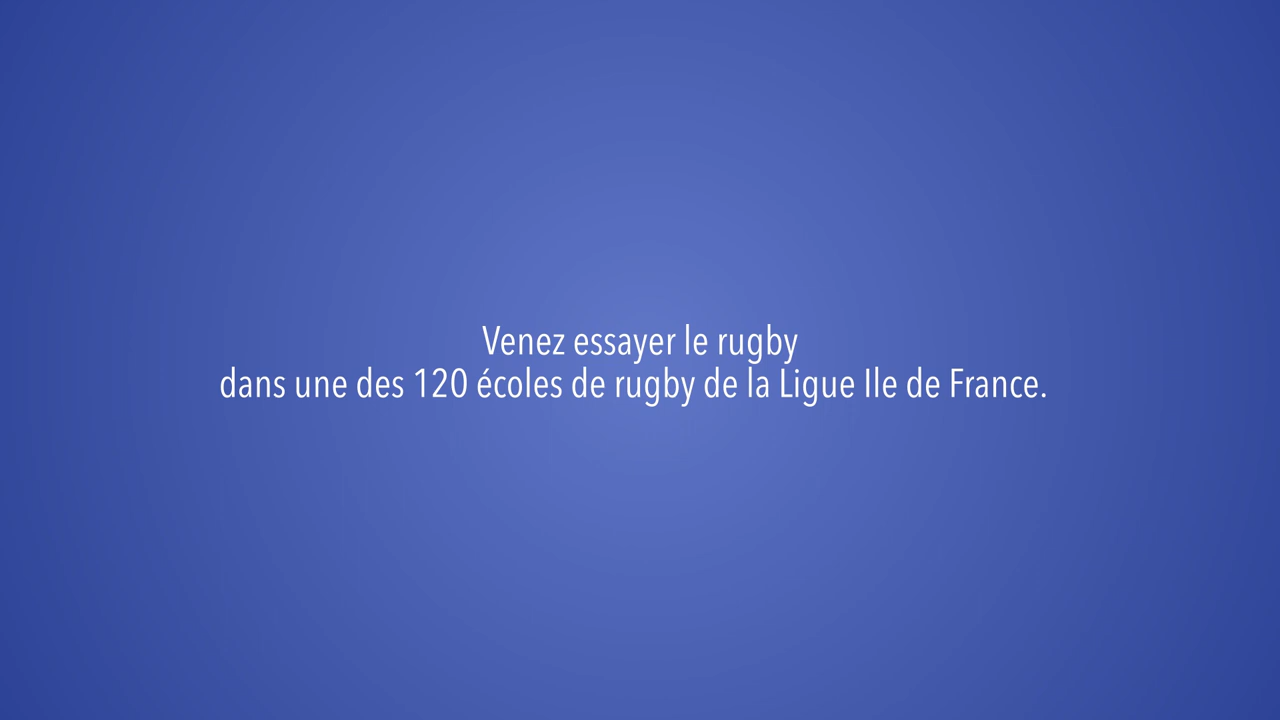 Venez essayer le rugby
dans une des 120 écoles de rugby de la Ligue Ile de France.